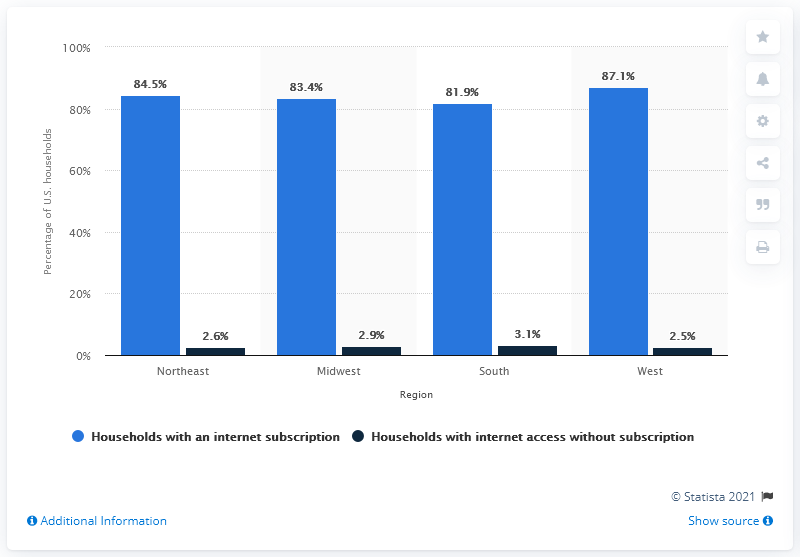 100%
80%
60%
40%
20%
0%
Percentage of U.S. households
84.5%
2.6%
83.4%
2.9%
81.9%
3.1%
87.1%
2.5%
Northeast
Midwest
South
West
Region
Households with an internet subscription
Households with internet access without subscription
© Statista 2021
Additional Information
Show source